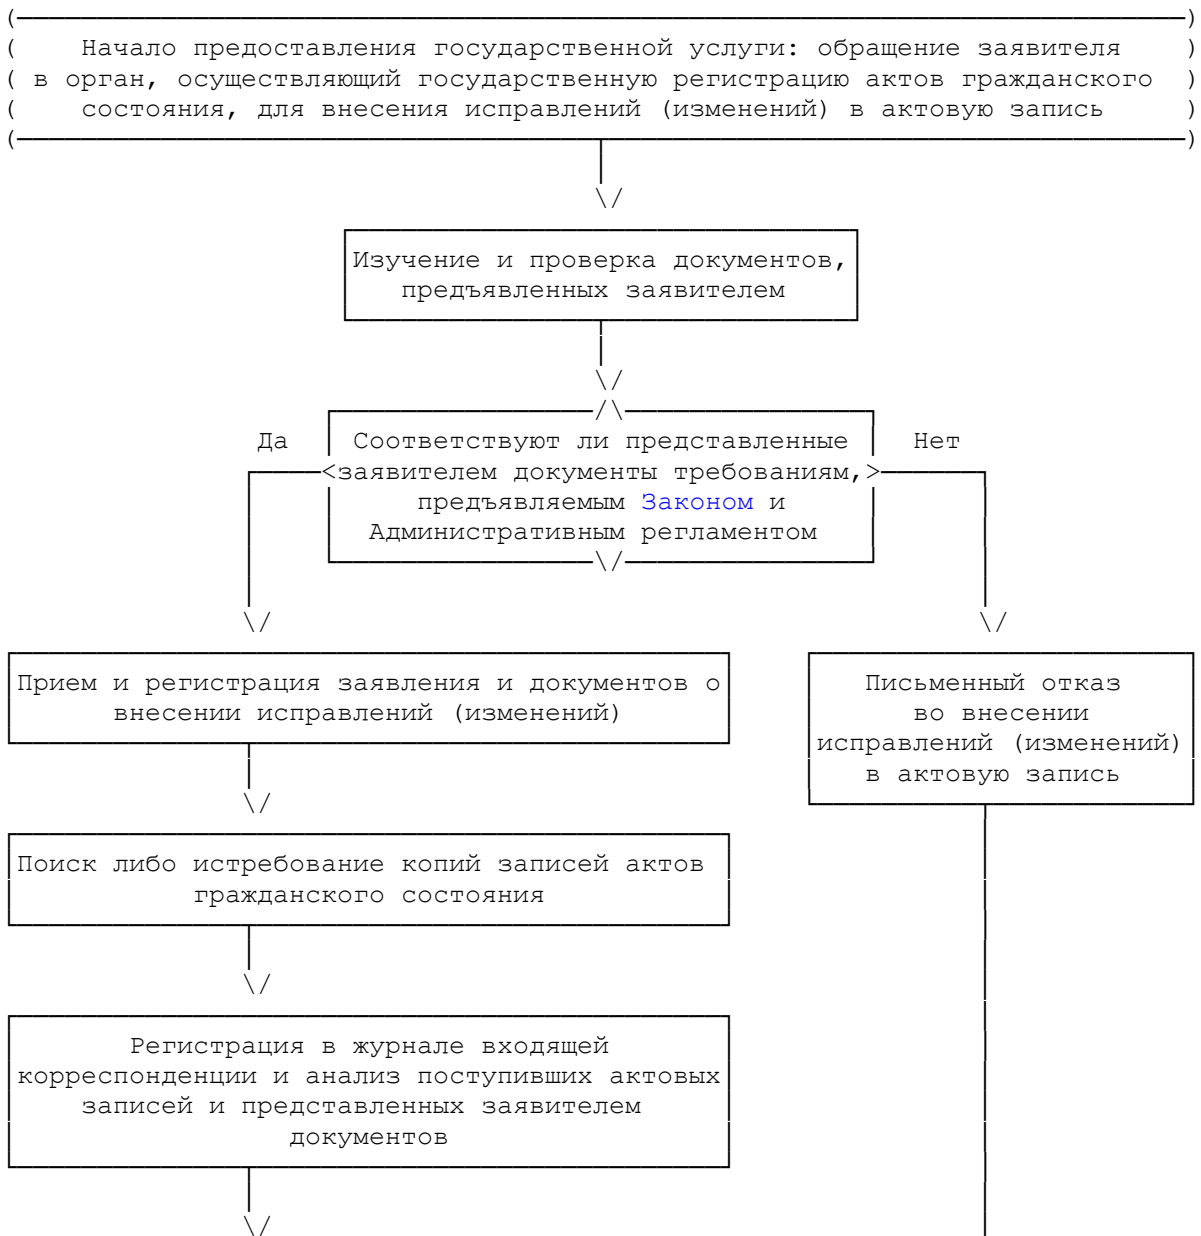 Начало предоставления государственной услуги: обращение заявителя
в орган, осуществляющий государственную регистрацию актов гражданского
состояния, для внесения исправлений (изменений) в актовую запись
Изучение и проверка документов,
предъявленных заявителем
Да
Соответствуют ли представленные
Нет
заявителем документы требованиям,
предъявляемым Законом и
Административным регламентом
Прием и регистрация заявления и документов о
внесении исправлений (изменений)
Письменный отказ
во внесении
исправлений (изменений)
в актовую запись
Поиск либо истребование копий записей актов
гражданского состояния
Регистрация в журнале входящей
корреспонденции и анализ поступивших актовых
записей и представленных заявителем
документов